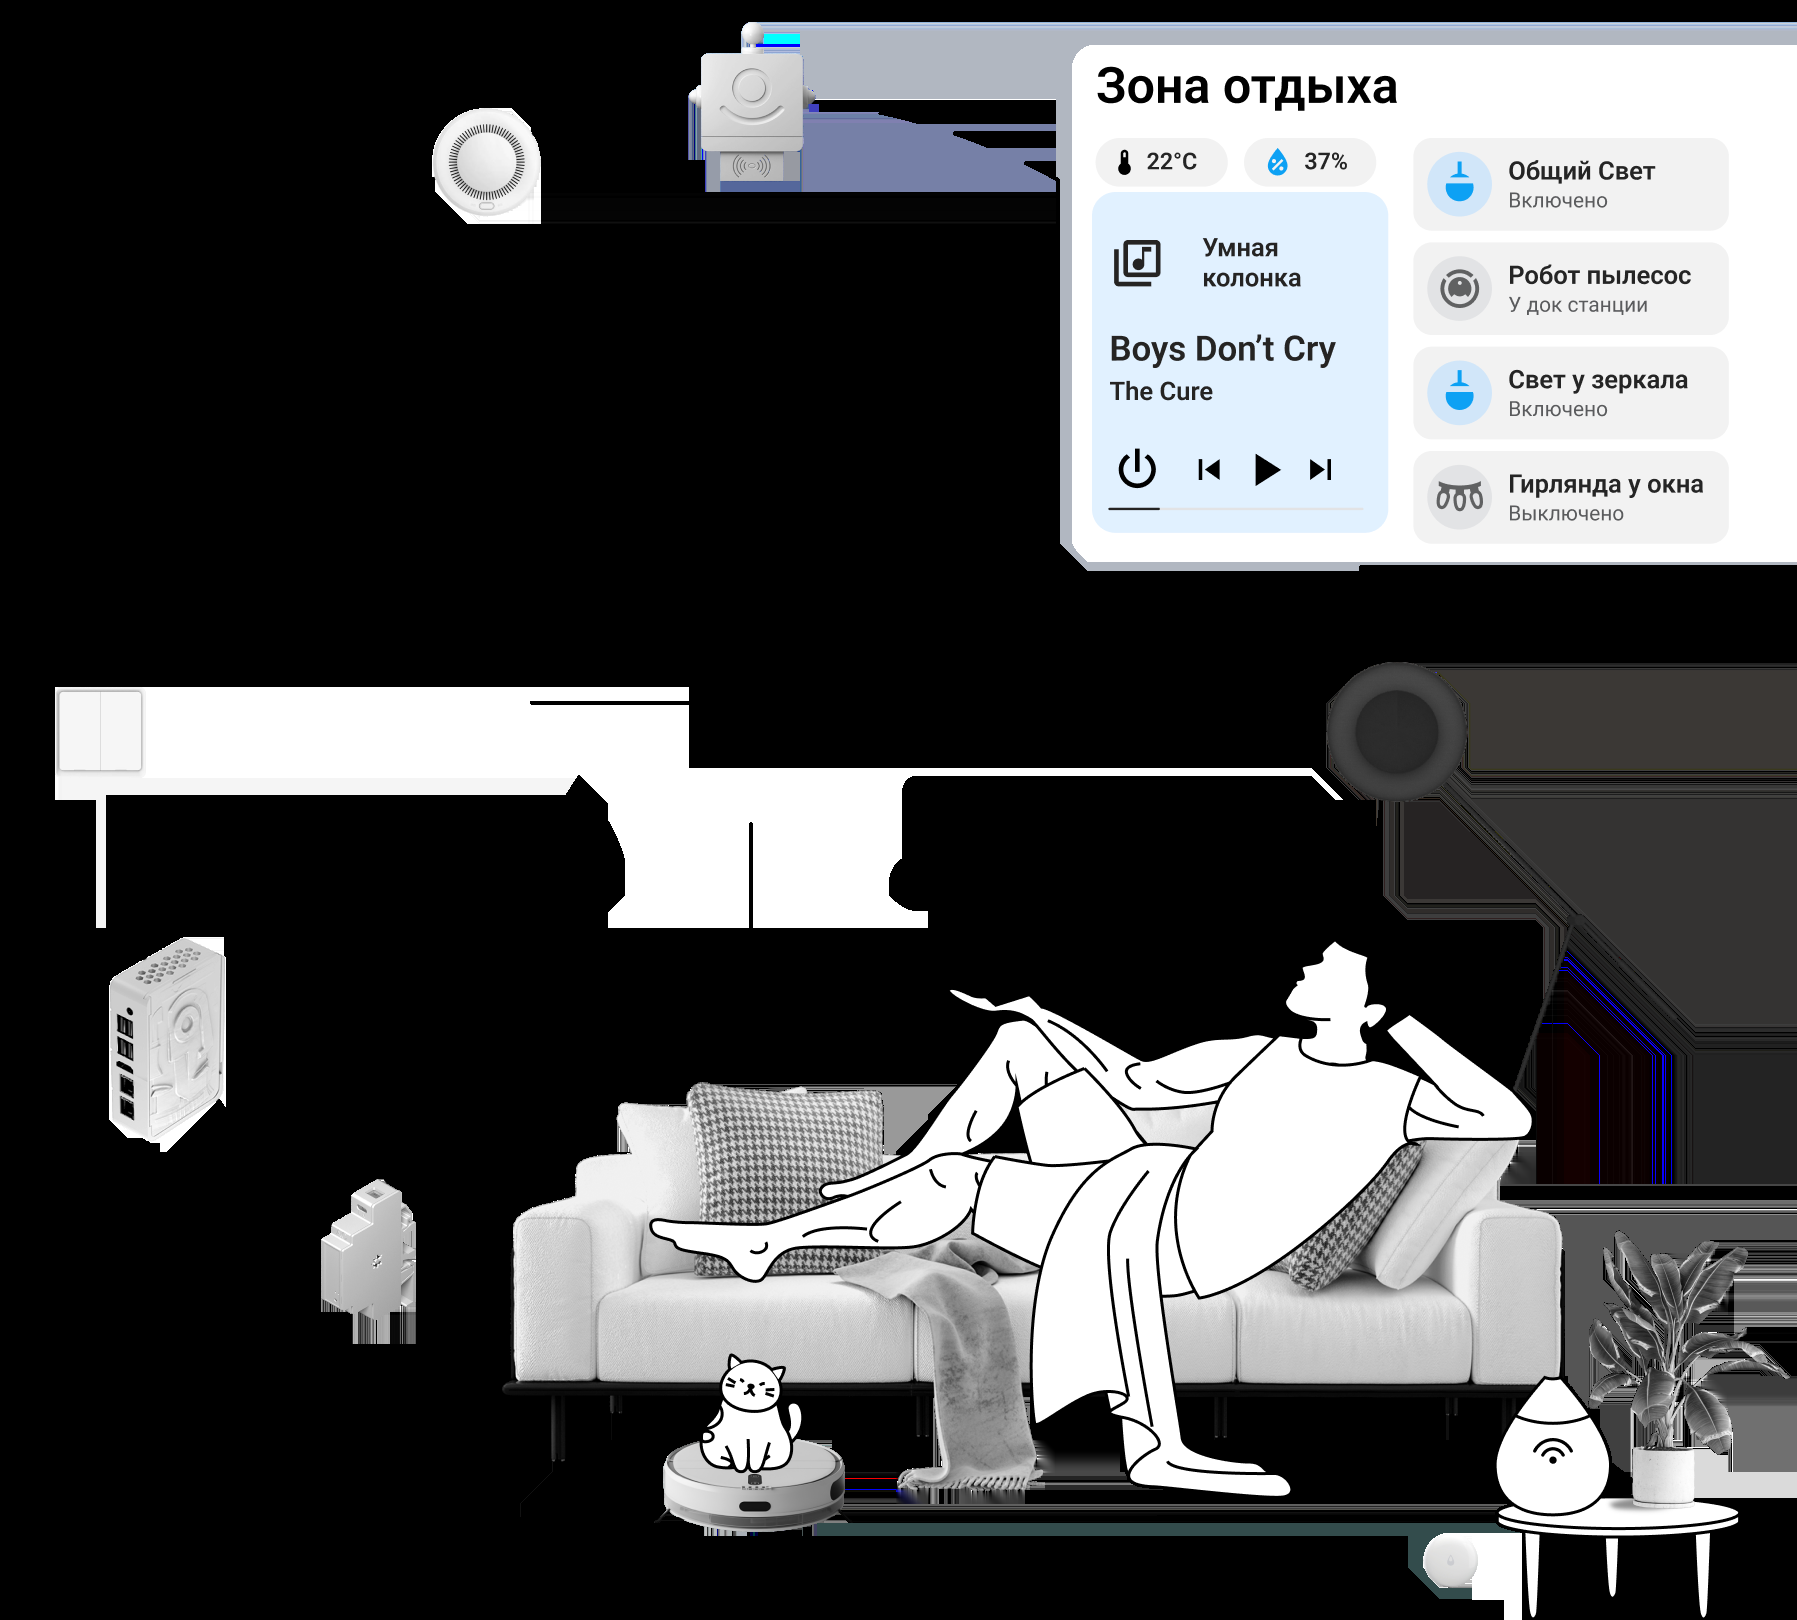 Зона отдыха
22°C
37%
Умная
колонка
Boys Don’t Cry
The Cure
Общий Свет
Включено
Робот пылесос
У док станции
Свет у зеркала
Включено
Гирлянда у окна
Выключено